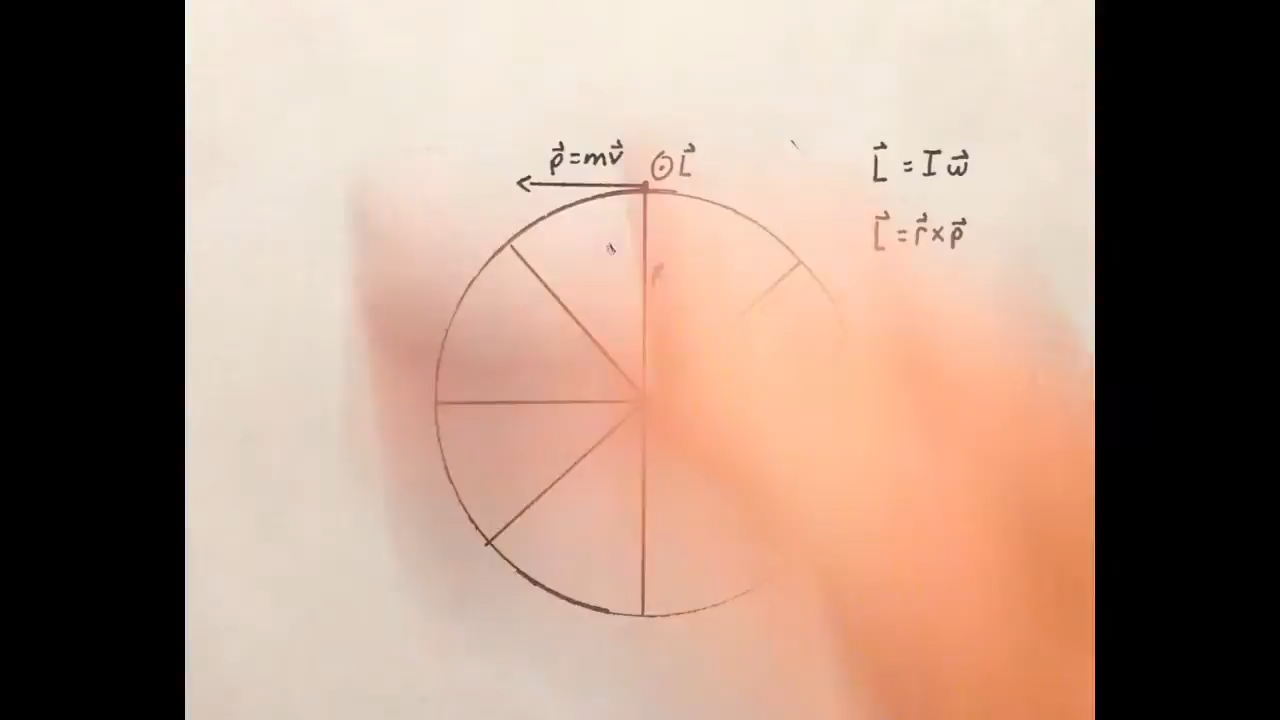 p⃗=mv⃗
⊙L⃗
L⃗ = Iω⃗
L⃗ = r⃗×p⃗
r